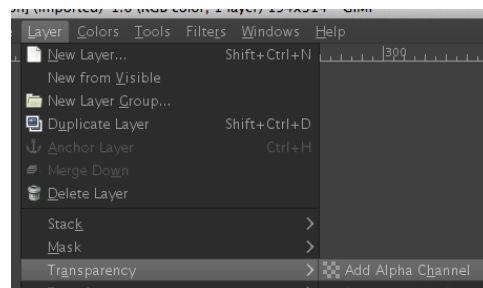 Layer Colors Tools Filters Windows Help
New Layer... Shift+Ctrl+N
300
New from Visible
New Layer Group...
Duplicate Layer Shift+Ctrl+D
Anchor Layer Ctrl+H
Merge Down
Delete Layer
Stack >
Mask >
Transparency > Add Alpha Channel